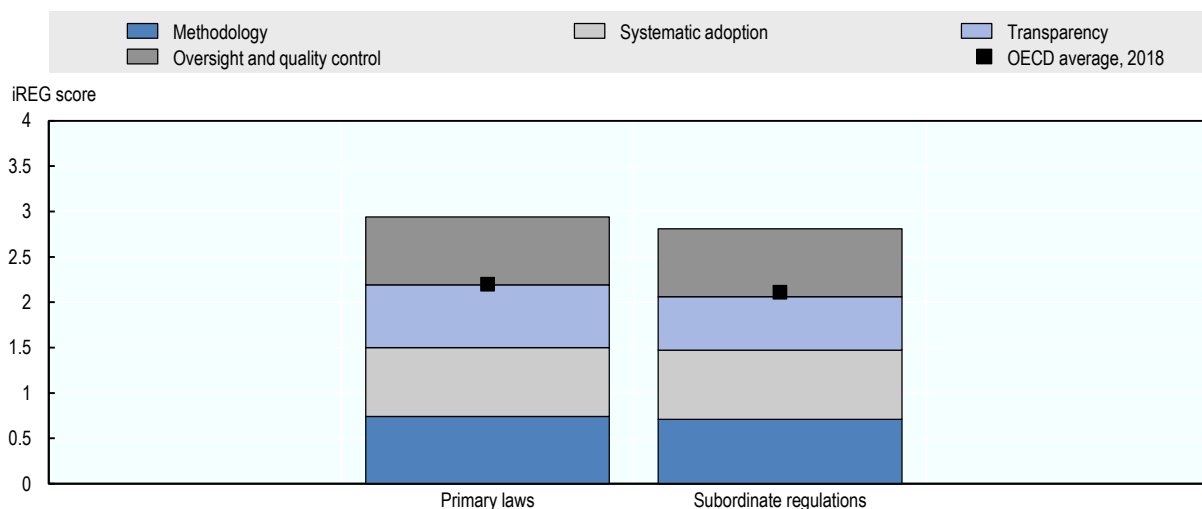 Methodology
Systematic adoption
Transparency
Oversight and quality control
OECD average, 2018
iREG score
4
3.5
3
2.5
2
1.5
1
0.5
0
Primary laws
Subordinate regulations